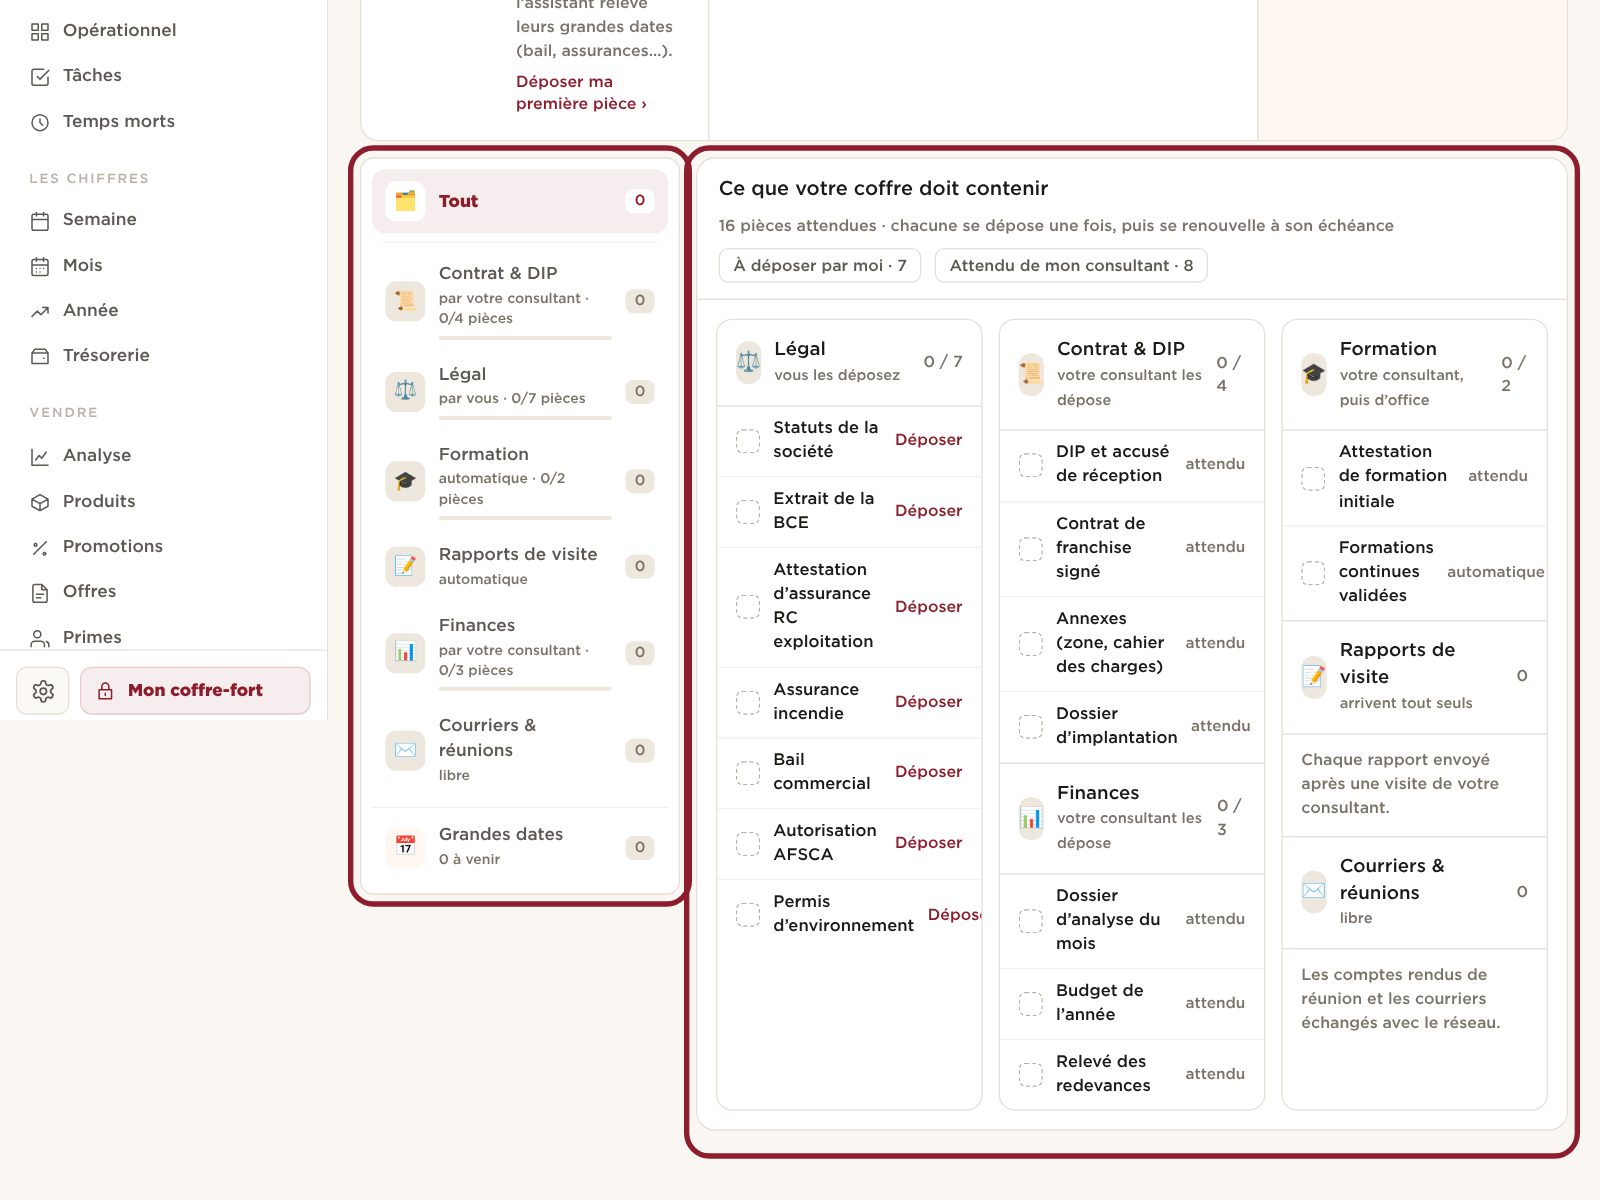 Opérationnel
Tâches
Temps morts
LES CHIFFRES
Semaine
Mois
Année
Trésorerie
VENDRE
Analyse
Produits
Promotions
Offres
Primes
Mon coffre-fort
l'assistant relève
leurs grandes dates
(bail, assurances...).
Déposer ma
première pièce ›
Tout
0
Contrat & DIP
par votre consultant ·
0/4 pièces
0
Légal
par vous · 0/7 pièces
0
Formation
automatique · 0/2
pièces
0
Rapports de visite
automatique
0
Finances
par votre consultant ·
0/3 pièces
0
Courriers &
réunions
libre
0
Grandes dates
0 à venir
0
Ce que votre coffre doit contenir
16 pièces attendues · chacune se dépose une fois, puis se renouvelle à son échéance
À déposer par moi · 7
Attendu de mon consultant · 8
Légal
vous les déposez
0 / 7
Statuts de la
société
Déposer
Extrait de la
BCE
Déposer
Attestation
d'assurance
RC
exploitation
Déposer
Assurance
incendie
Déposer
Bail
commercial
Déposer
Autorisation
AFSCA
Déposer
Permis
d'environnement
Dépose
Contrat & DIP
votre consultant les
dépose
0 /
4
DIP et accusé
de réception
attendu
Contrat de
franchise
signé
attendu
Annexes
(zone, cahier
des charges)
attendu
Dossier
d'implantation
attendu
Finances
votre consultant les
dépose
0 /
3
Dossier
d'analyse du
mois
attendu
Budget de
l'année
attendu
Relevé des
redevances
attendu
Formation
votre consultant,
puis d'office
0 /
2
Attestation
de formation
initiale
attendu
Formations
continues
validées
automatique
Rapports de
visite
arrivent tout seuls
0
Chaque rapport envoyé
après une visite de votre
consultant.
Courriers &
réunions
libre
0
Les comptes rendus de
réunion et les courriers
échangés avec le réseau.